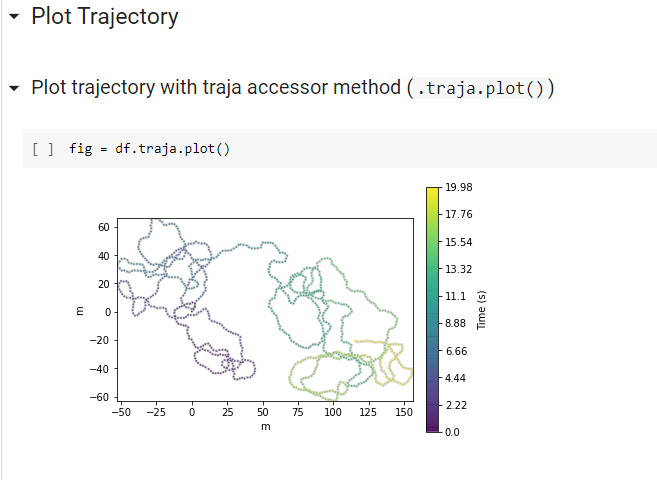 Plot Trajectory
Plot trajectory with traja accessor method (.traja.plot())
[ ] fig = df.traja.plot()
60
40
20
0
−20
−40
−60
m
−50 −25 0 25 50 75 100 125 150
m
19.98
17.76
15.54
13.32
11.1
8.88
6.66
4.44
2.22
0.0
Time (s)